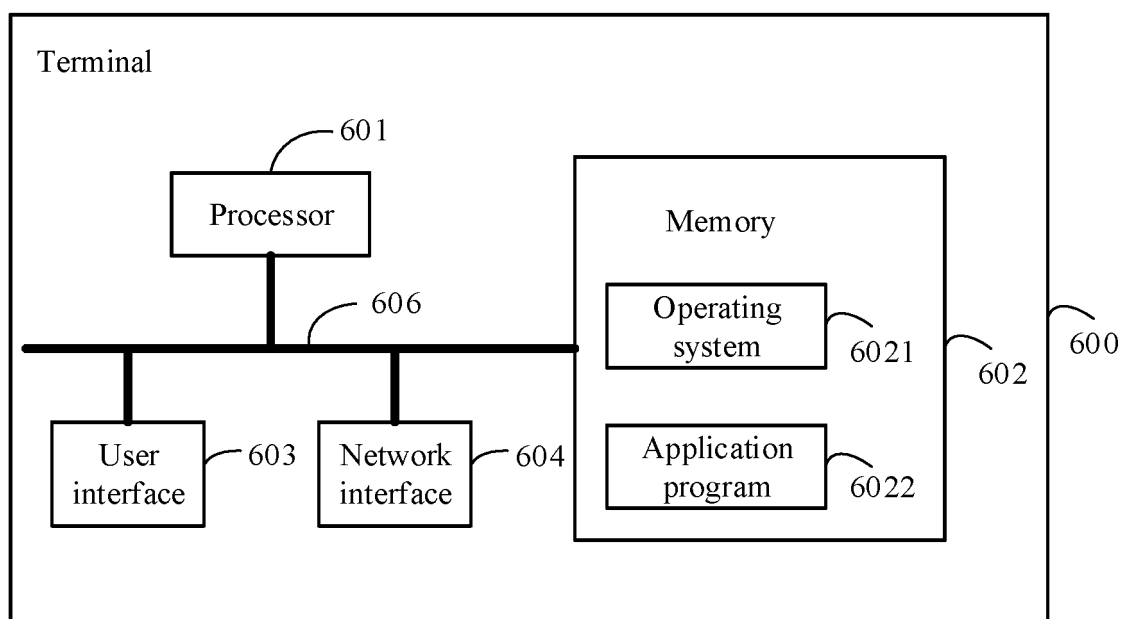 Terminal
601
Processor
Memory
606
Operating
system
6021
602
600
User
interface
603
Network
interface
604
Application
program
6022